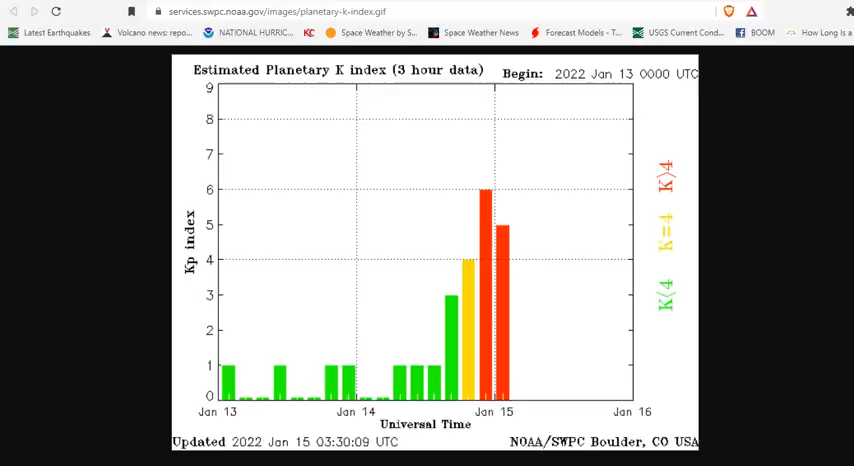 services.swpc.noaa.gov/images/planetary-k-index.gif
Latest Earthquakes
Volcano news: repo...
NATIONAL HURRIC...
KC
Space Weather by S...
Space Weather News
Forecast Models - T...
USGS Current Cond...
BOOM
How Long Is a
Estimated Planetary K index (3 hour data)
Begin: 2022 Jan 13 0000 UTC
9
8
7
6
5
4
3
2
1
0
Kp index
Jan 13
Jan 14
Jan 15
Jan 16
Universal Time
K>4
K=4
K<4
Updated 2022 Jan 15 03:30:09 UTC
NOAA/SWPC Boulder, CO USA